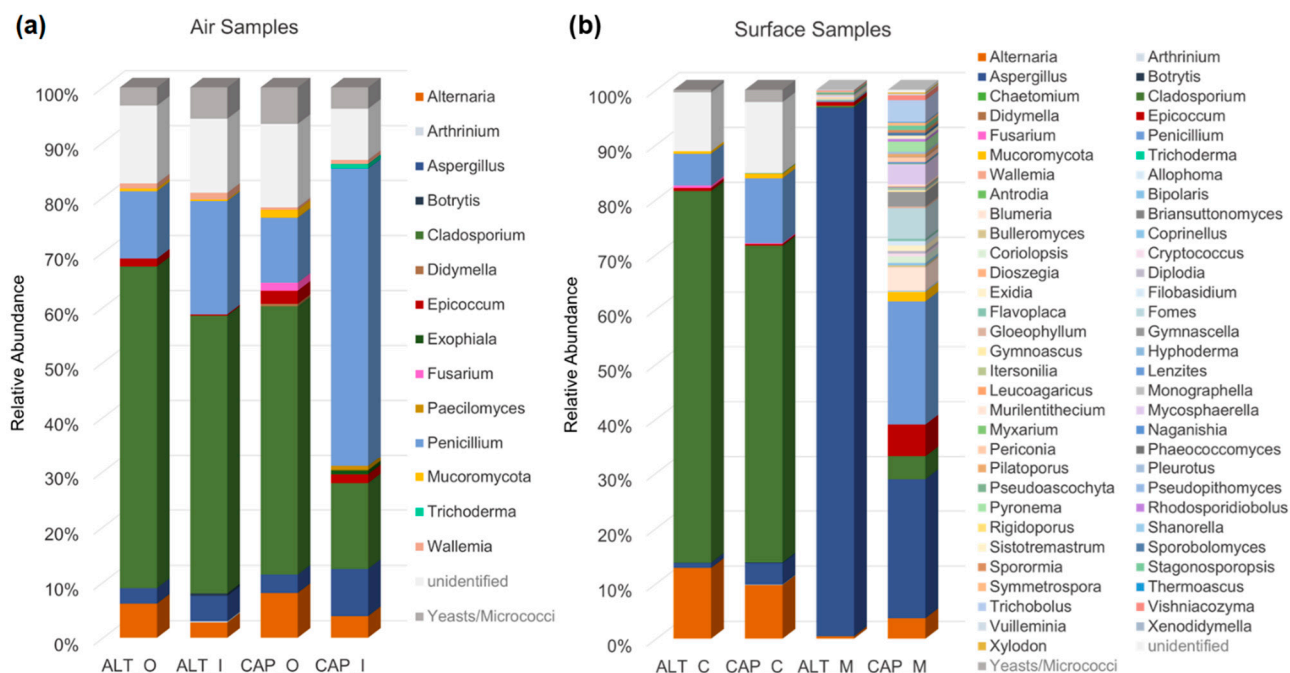 (a)
Air Samples
Relative Abundance
100%
90%
80%
70%
60%
50%
40%
30%
20%
10%
0%
ALT O
ALT I
CAP O
CAP I
Alternaria
Arthrinium
Aspergillus
Botrytis
Cladosporium
Didymella
Epicoccum
Exophiala
Fusarium
Paecilomyces
Penicillium
Mucoromycota
Trichoderma
Wallemia
unidentified
Yeasts/Micrococci
(b)
Surface Samples
Relative Abundance
100%
90%
80%
70%
60%
50%
40%
30%
20%
10%
0%
ALT C
CAP C
ALT M
CAP M
Alternaria
Arthrinium
Aspergillus
Botrytis
Chaetomium
Cladosporium
Didymella
Epicoccum
Fusarium
Penicillium
Mucoromycota
Trichoderma
Wallemia
Allophoma
Antrodia
Bipolaris
Blumeria
Briansuttonomyces
Bulleromyces
Coprinellus
Coriolopsis
Cryptococcus
Dioszegia
Diplodia
Exidia
Filobasidium
Flavoplaca
Fomes
Gloeophyllum
Gymnascella
Gymnoascus
Hyphoderma
Itersonilia
Lenzites
Leucoagaricus
Monographella
Murilentithecium
Mycosphaerella
Myxarium
Naganishia
Periconia
Phaeococcomyces
Pilatoporus
Pleurotus
Pseudoascochyta
Pseudopithomyces
Pyronema
Rhodosporidiobolus
Rigidoporus
Shanorella
Sistotremastrum
Sporobolomyces
Sporormia
Stagonosporopsis
Symmetrospora
Thermoascus
Trichobolus
Vishniacozyma
Vuilleminia
Xenodidymella
Xylodon
unidentified
Yeasts/Micrococci